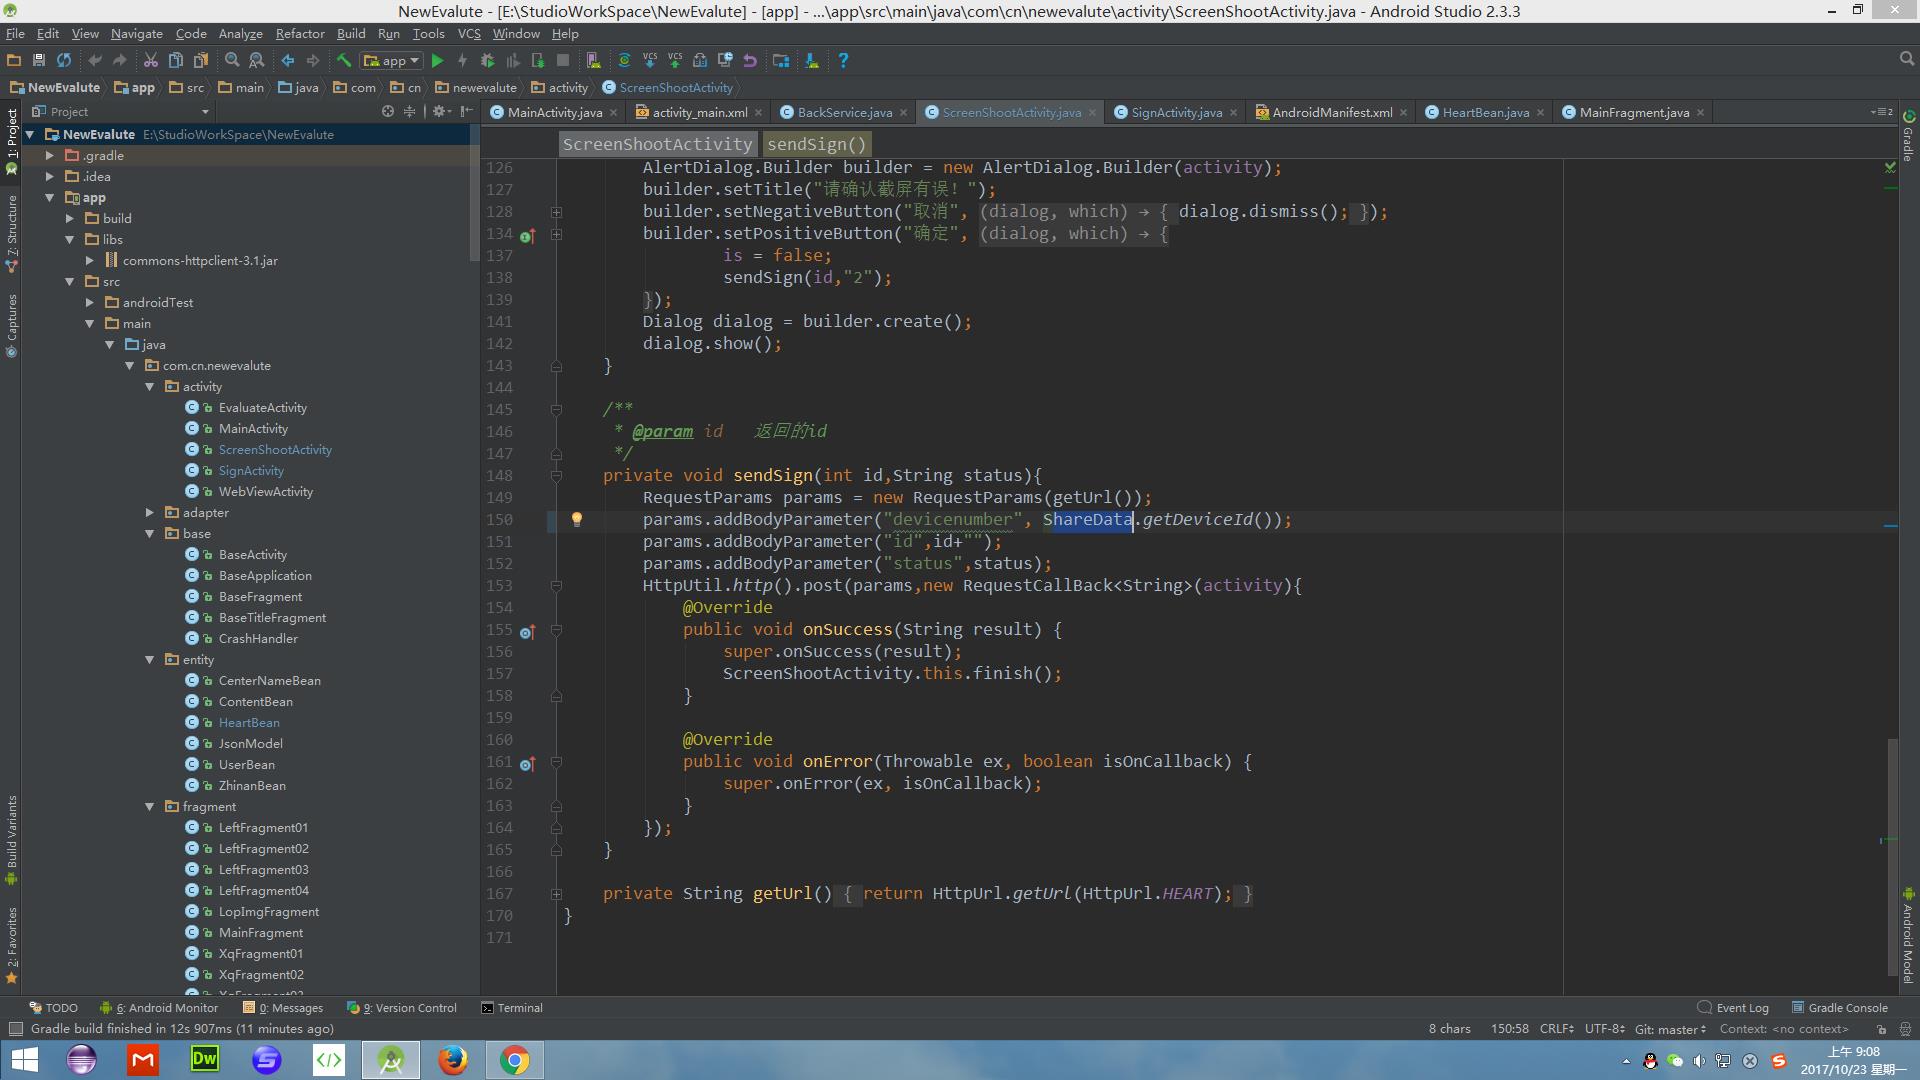 NewEvalute - [E:\StudioWorkSpace\NewEvalute] - [app] - ...\app\src\main\java\com\cn\newevalute\activity\ScreenShootActivity.java - Android Studio 2.3.3
File Edit View Navigate Code Analyze Refactor Build Run Tools VCS Window Help
app
VCS VCS
NewEvalute app src main java com cn newevalute activity ScreenShootActivity
Project
MainActivity.java activity_main.xml BackService.java ScreenShootActivity.java SignActivity.java AndroidManifest.xml HeartBean.java MainFragment.java
1: Project
7: Structure
Captures
Build Variants
2: Favorites
NewEvalute E:\StudioWorkSpace\NewEvalute
.gradle
.idea
app
build
libs
commons-httpclient-3.1.jar
src
androidTest
main
java
com.cn.newevalute
activity
EvaluateActivity
MainActivity
ScreenShootActivity
SignActivity
WebViewActivity
adapter
base
BaseActivity
BaseApplication
BaseFragment
BaseTitleFragment
CrashHandler
entity
CenterNameBean
ContentBean
HeartBean
JsonModel
UserBean
ZhinanBean
fragment
LeftFragment01
LeftFragment02
LeftFragment03
LeftFragment04
LopImgFragment
MainFragment
XqFragment01
XqFragment02
ScreenShootActivity sendSign()
126 AlertDialog.Builder builder = new AlertDialog.Builder(activity);
127 builder.setTitle("请确认截屏有误！");
128 builder.setNegativeButton("取消", (dialog, which) → { dialog.dismiss(); });
134 builder.setPositiveButton("确定", (dialog, which) → {
137 is = false;
138 sendSign(id,"2");
139 });
141 Dialog dialog = builder.create();
142 dialog.show();
143 }
144
145 /**
146 * @param id 返回的id
147 */
148 private void sendSign(int id,String status){
149 RequestParams params = new RequestParams(getUrl());
150 params.addBodyParameter("devicenumber", ShareData.getDeviceId());
151 params.addBodyParameter("id",id+"");
152 params.addBodyParameter("status",status);
153 HttpUtil.http().post(params,new RequestCallBack<String>(activity){
154 @Override
155 public void onSuccess(String result) {
156 super.onSuccess(result);
157 ScreenShootActivity.this.finish();
158 }
159
160 @Override
161 public void onError(Throwable ex, boolean isOnCallback) {
162 super.onError(ex, isOnCallback);
163 }
164 });
165 }
166
167 private String getUrl() { return HttpUrl.getUrl(HttpUrl.HEART); }
170 }
171
Gradle
Android Model
TODO 6: Android Monitor 0: Messages 9: Version Control Terminal Event Log Gradle Console
Gradle build finished in 12s 907ms (11 minutes ago) 8 chars 150:58 CRLF UTF-8 Git: master Context: <no context>
Dw
上午 9:08
2017/10/23 星期一